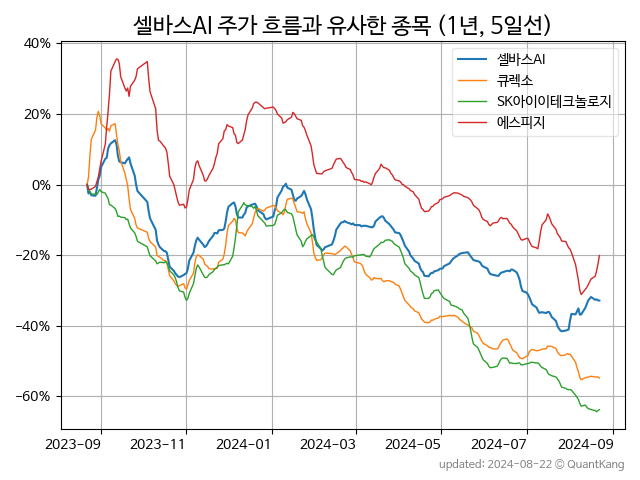 셀바스AI 주가 흐름과 유사한 종목 (1년, 5일선)
40%
20%
0%
−20%
−40%
−60%
셀바스AI
큐렉소
SK아이이테크놀로지
에스피지
2023−09
2023−11
2024−01
2024−03
2024−05
2024−07
2024−09
updated: 2024-08-22 ⓒ QuantKang